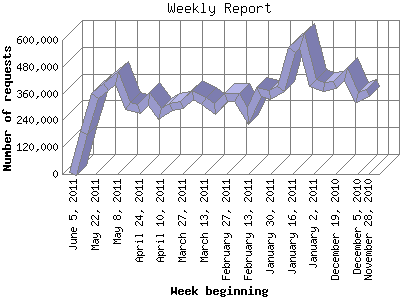 Weekly Report
Number of requests
600,000
480,000
360,000
240,000
120,000
0
June 5, 2011
May 22, 2011
May 8, 2011
April 24, 2011
April 10, 2011
March 27, 2011
March 13, 2011
February 27, 2011
February 13, 2011
January 30, 2011
January 16, 2011
January 2, 2011
December 19, 2010
December 5, 2010
November 28, 2010
Week beginning